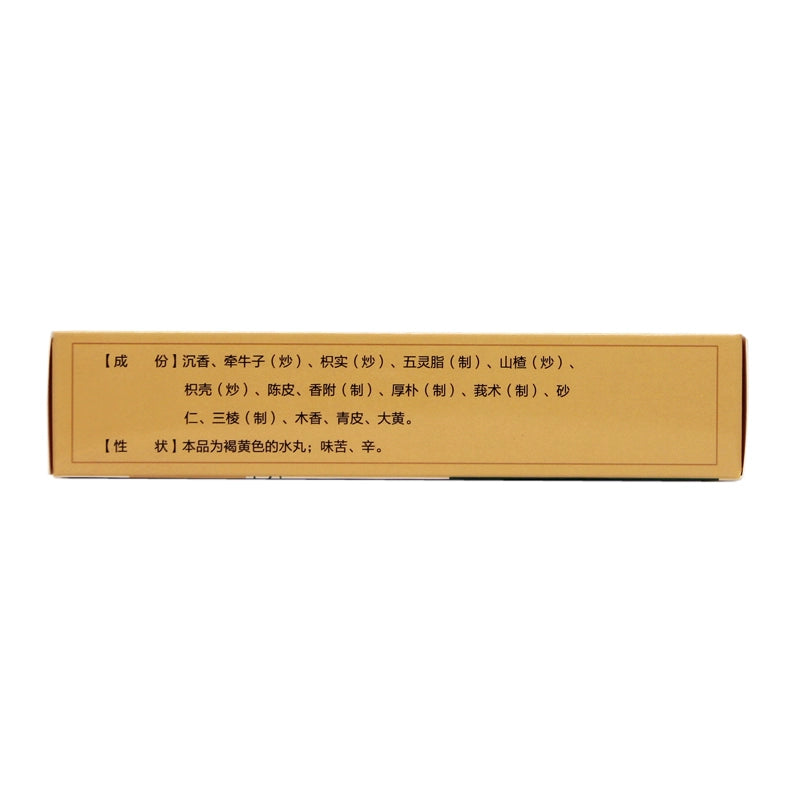 【成 份】沉香、牵牛子（炒）、枳实（炒）、五灵脂（制）、山楂（炒）、
枳壳（炒）、陈皮、香附（制）、厚朴（制）、莪术（制）、砂
仁、三棱（制）、木香、青皮、大黄。
【性 状】本品为褐黄色的水丸；味苦、辛。